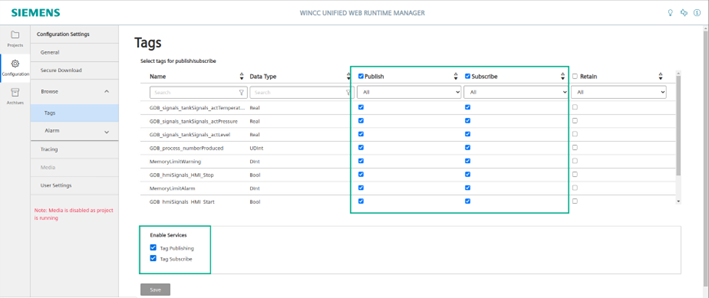 SIEMENS
WINCC UNIFIED WEB RUNTIME MANAGER
Projects
Configuration
Archives
Configuration Settings
General
Secure Download
Browse
Tags
Alarm
Tracing
Media
User Settings
Note: Media is disabled as project
is running
Tags
Select tags for publish/subscribe
Name Data Type Publish Subscribe Retain
Search Search All All All
GDB_signals_tankSignals_actTemperat... Real
GDB_signals_tankSignals_actPressure Real
GDB_signals_tankSignals_actLevel Real
GDB_process_numberProduced UDInt
MemoryLimitWarning DInt
GDB_hmiSignals_HMI_Stop Bool
MemoryLimitAlarm DInt
GDB_hmiSignals_HMI_Start Bool
Enable Services
Tag Publishing
Tag Subscribe
Save